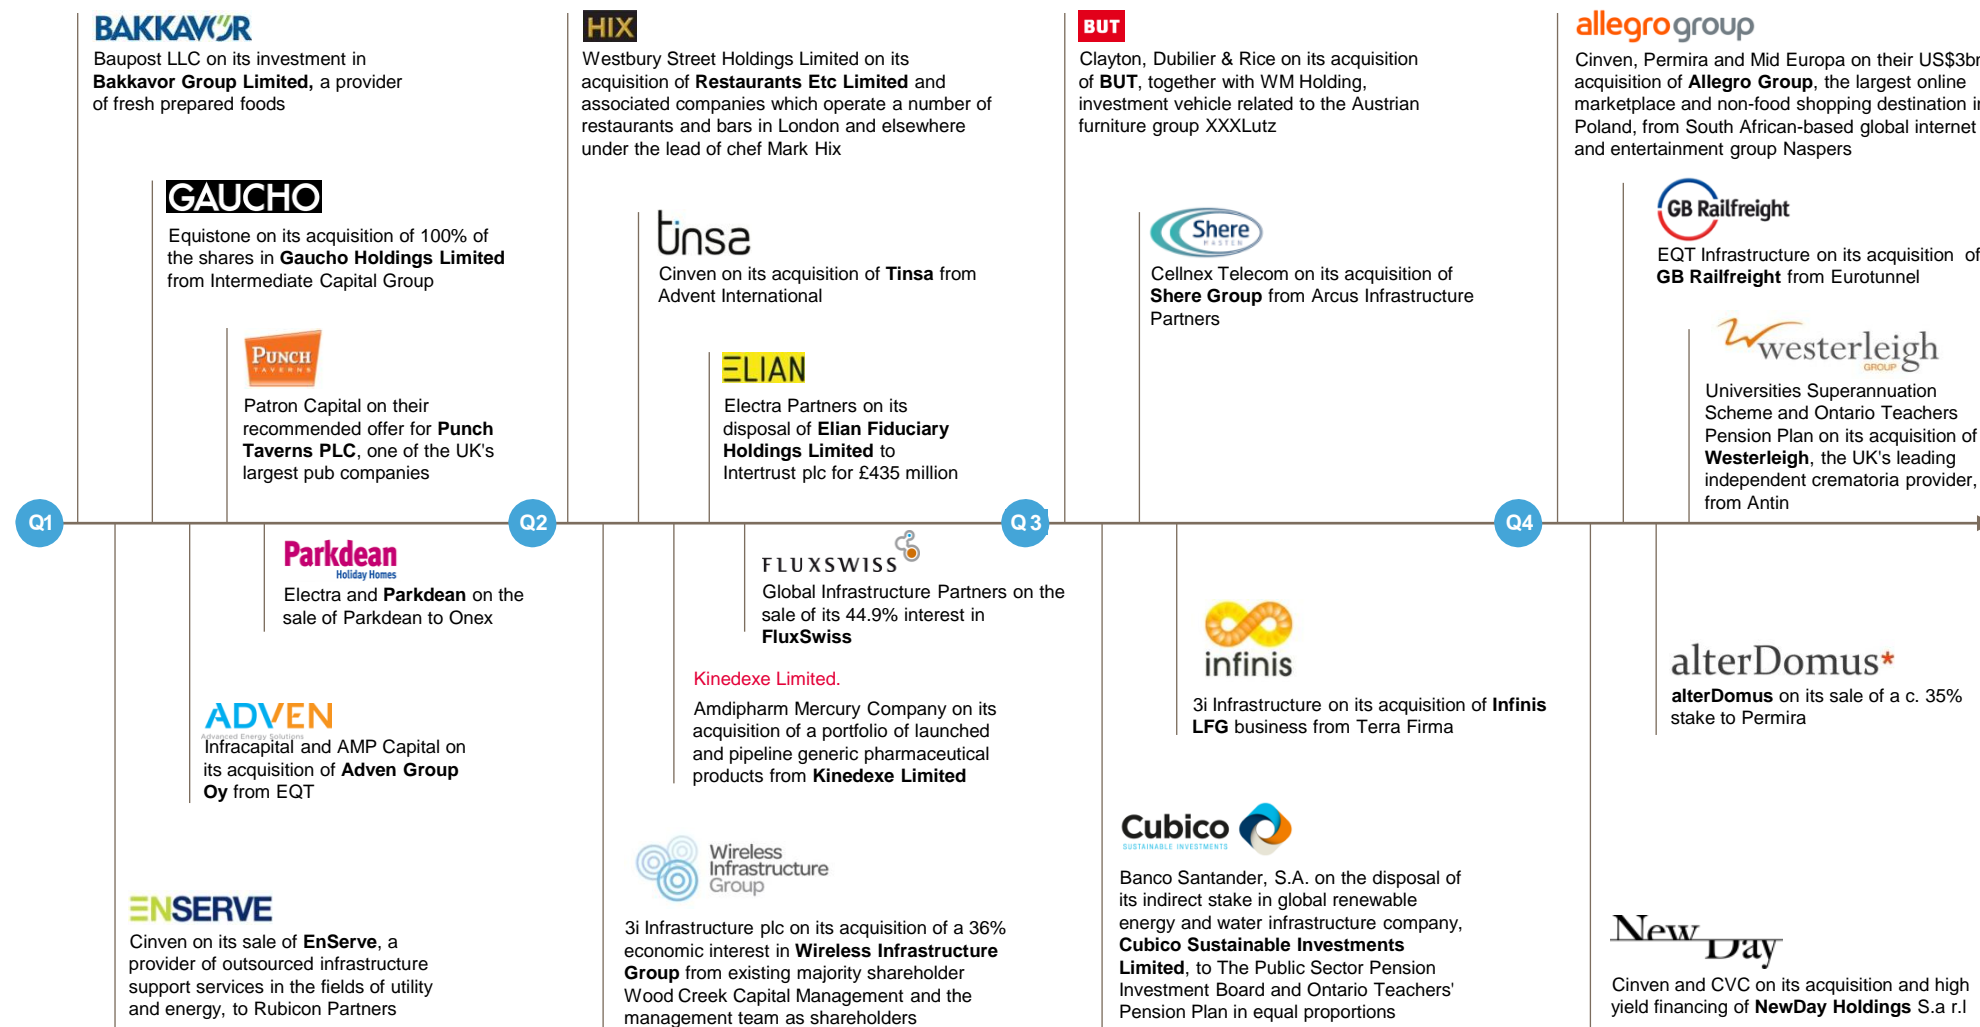 BAKKAVOR
Baupost LLC on its investment in
Bakkavor Group Limited, a provider
of fresh prepared foods
GAUCHO
Equistone on its acquisition of 100% of
the shares in Gaucho Holdings Limited
from Intermediate Capital Group
PUNCH
TAVERNS
Patron Capital on their
recommended offer for Punch
Taverns PLC, one of the UK's
largest pub companies
HIX
Westbury Street Holdings Limited on its
acquisition of Restaurants Etc Limited and
associated companies which operate a number of
restaurants and bars in London and elsewhere
under the lead of chef Mark Hix
tinsa
Cinven on its acquisition of Tinsa from
Advent International
ELIAN
Electra Partners on its
disposal of Elian Fiduciary
Holdings Limited to
Intertrust plc for £435 million
BUT
Clayton, Dubilier & Rice on its acquisition
of BUT, together with WM Holding,
investment vehicle related to the Austrian
furniture group XXXLutz
Shere
MASTEN
Cellnex Telecom on its acquisition of
Shere Group from Arcus Infrastructure
Partners
allegrogroup
Cinven, Permira and Mid Europa on their US$3br
acquisition of Allegro Group, the largest online
marketplace and non-food shopping destination in
Poland, from South African-based global internet
and entertainment group Naspers
GB Railfreight
EQT Infrastructure on its acquisition of
GB Railfreight from Eurotunnel
westerleigh
GROUP
Universities Superannuation
Scheme and Ontario Teachers
Pension Plan on its acquisition of
Westerleigh, the UK's leading
independent crematoria provider,
from Antin
Q1
Q2
Q3
Q4
Parkdean
Holiday Homes
Electra and Parkdean on the
sale of Parkdean to Onex
ADVEN
Advanced Energy Solutions
Infracapital and AMP Capital on
its acquisition of Adven Group
Oy from EQT
ENSERVE
Cinven on its sale of EnServe, a
provider of outsourced infrastructure
support services in the fields of utility
and energy, to Rubicon Partners
FLUXSWISS
Global Infrastructure Partners on the
sale of its 44.9% interest in
FluxSwiss
Kinedexe Limited.
Amdipharm Mercury Company on its
acquisition of a portfolio of launched
and pipeline generic pharmaceutical
products from Kinedexe Limited
Wireless
Infrastructure
Group
3i Infrastructure plc on its acquisition of a 36%
economic interest in Wireless Infrastructure
Group from existing majority shareholder
Wood Creek Capital Management and the
management team as shareholders
infinis
3i Infrastructure on its acquisition of Infinis
LFG business from Terra Firma
Cubico
SUSTAINABLE INVESTMENTS
Banco Santander, S.A. on the disposal of
its indirect stake in global renewable
energy and water infrastructure company,
Cubico Sustainable Investments
Limited, to The Public Sector Pension
Investment Board and Ontario Teachers'
Pension Plan in equal proportions
alterDomus*
alterDomus on its sale of a c. 35%
stake to Permira
New Day
Cinven and CVC on its acquisition and high
yield financing of NewDay Holdings S.a r.l